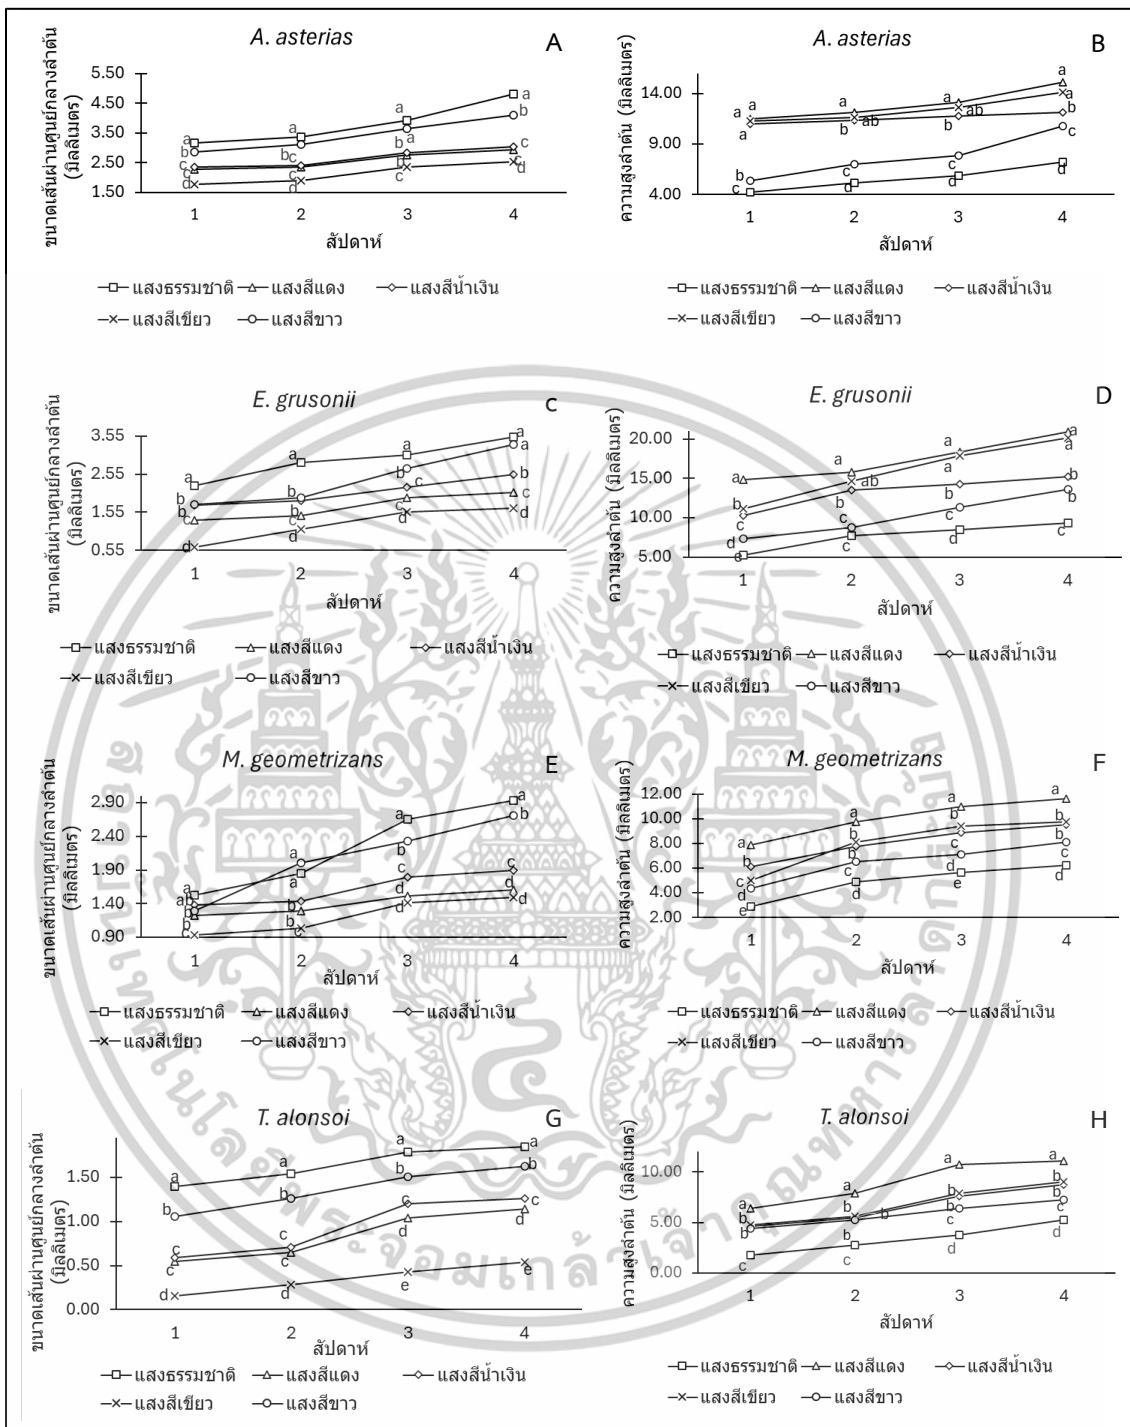 A. asterias
A
ขนาดเส้นผ่านศูนย์กลางลำต้น
(มิลลิเมตร)
5.50
4.50
3.50
2.50
1.50
a a a a
b b b b
c c c
c c c
d d c d
1 2 3 4
สัปดาห์
แสงธรรมชาติ แสงสีแดง แสงสีน้ำเงิน
แสงสีเขียว แสงสีขาว
A. asterias
B
ความสูงลำต้น (มิลลิเมตร)
14.00
9.00
4.00
a a a a
a ab ab a
a b b b
b c c c
c d d d
1 2 3 4
สัปดาห์
แสงธรรมชาติ แสงสีแดง แสงสีน้ำเงิน
แสงสีเขียว แสงสีขาว
E. grusonii
C
ขนาดเส้นผ่านศูนย์กลางลำต้น
(มิลลิเมตร)
3.55
2.55
1.55
0.55
a a a a
b b b a
b b c b
c c c
d d d d
1 2 3 4
สัปดาห์
แสงธรรมชาติ แสงสีแดง แสงสีน้ำเงิน
แสงสีเขียว แสงสีขาว
E. grusonii
D
ความสูงลำต้น (มิลลิเมตร)
20.00
15.00
10.00
5.00
a a a a
b ab a a
c b b b
d c c b
e c d c
1 2 3 4
สัปดาห์
แสงธรรมชาติ แสงสีแดง แสงสีน้ำเงิน
แสงสีเขียว แสงสีขาว
M. geometrizans
E
ขนาดเส้นผ่านศูนย์กลางลำต้น
(มิลลิเมตร)
2.90
2.40
1.90
1.40
0.90
a a a a
ab a b b
b b c c
b b d d
c c d d
1 2 3 4
สัปดาห์
แสงธรรมชาติ แสงสีแดง แสงสีน้ำเงิน
แสงสีเขียว แสงสีขาว
M. geometrizans
F
ความสูงลำต้น (มิลลิเมตร)
12.00
10.00
8.00
6.00
4.00
2.00
a a a a
b b b b
c b c b
d c c c
e d e d
1 2 3 4
สัปดาห์
แสงธรรมชาติ แสงสีแดง แสงสีน้ำเงิน
แสงสีเขียว แสงสีขาว
T. alonsoi
G
ขนาดเส้นผ่านศูนย์กลางลำต้น
(มิลลิเมตร)
1.50
1.00
0.50
0.00
a a a a
b b b b
c c c c
c c d d
d d e e
1 2 3 4
สัปดาห์
แสงธรรมชาติ แสงสีแดง แสงสีน้ำเงิน
แสงสีเขียว แสงสีขาว
T. alonsoi
H
ความสูงลำต้น (มิลลิเมตร)
10.00
5.00
0.00
a a a a
b b b b
b b b b
c c c
c d d
1 2 3 4
สัปดาห์
แสงธรรมชาติ แสงสีแดง แสงสีน้ำเงิน
แสงสีเขียว แสงสีขาว